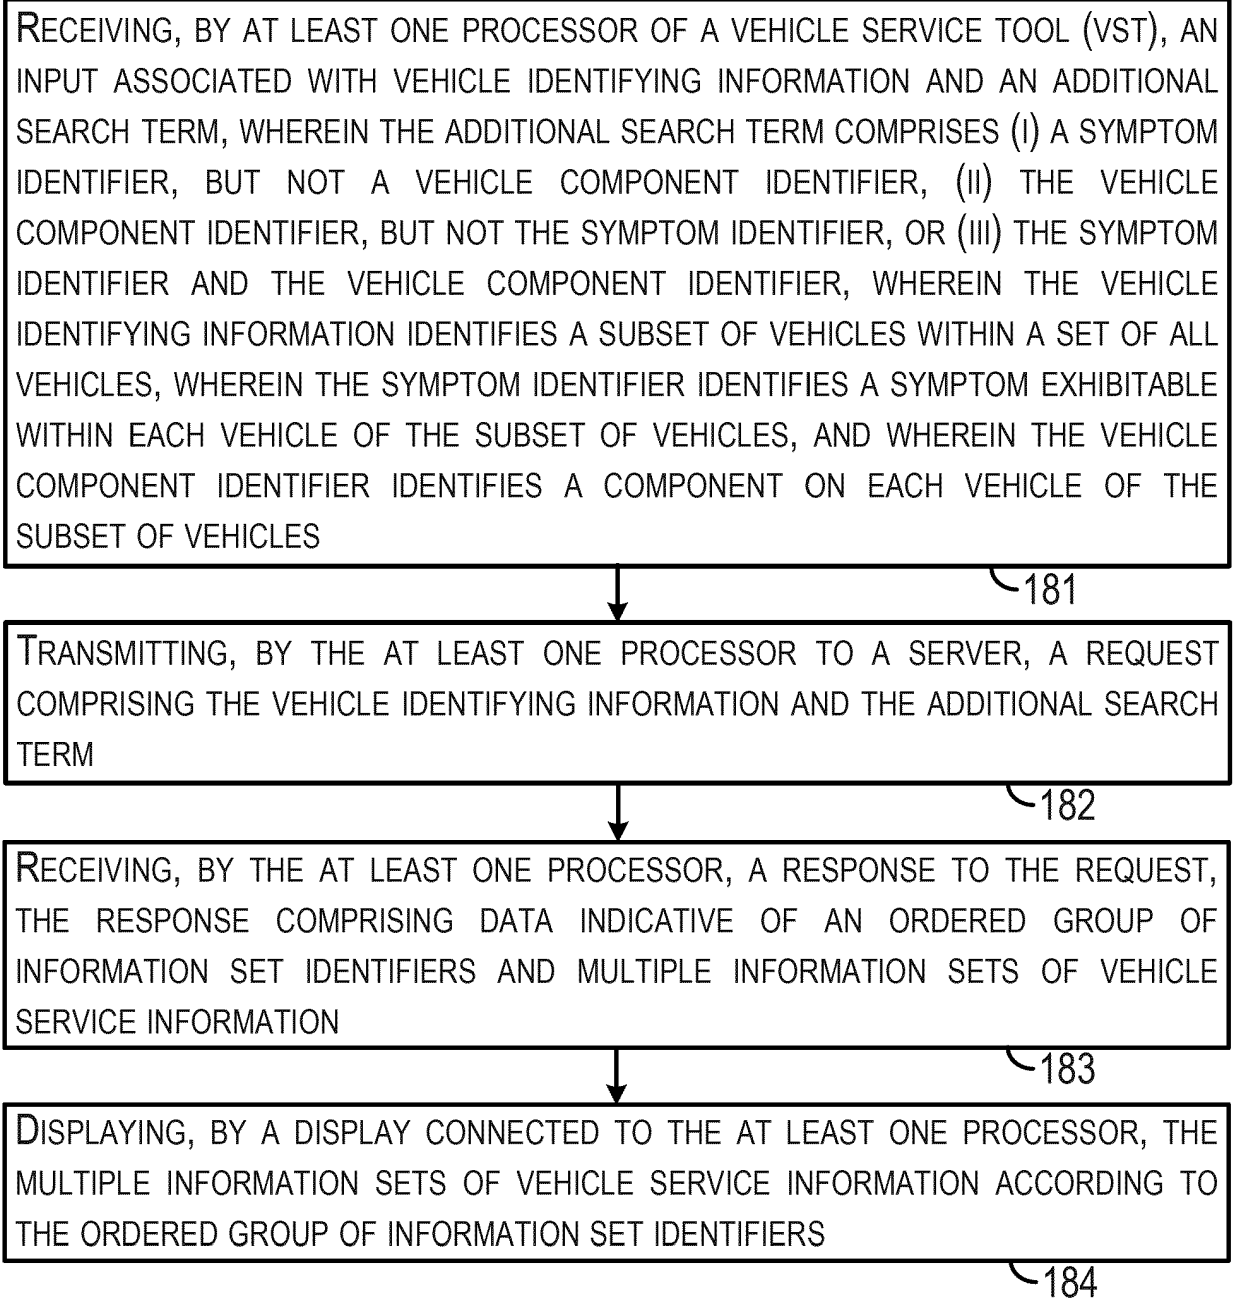 RECEIVING, BY AT LEAST ONE PROCESSOR OF A VEHICLE SERVICE TOOL (VST), AN
INPUT ASSOCIATED WITH VEHICLE IDENTIFYING INFORMATION AND AN ADDITIONAL
SEARCH TERM, WHEREIN THE ADDITIONAL SEARCH TERM COMPRISES (I) A SYMPTOM
IDENTIFIER, BUT NOT A VEHICLE COMPONENT IDENTIFIER, (II) THE VEHICLE
COMPONENT IDENTIFIER, BUT NOT THE SYMPTOM IDENTIFIER, OR (III) THE SYMPTOM
IDENTIFIER AND THE VEHICLE COMPONENT IDENTIFIER, WHEREIN THE VEHICLE
IDENTIFYING INFORMATION IDENTIFIES A SUBSET OF VEHICLES WITHIN A SET OF ALL
VEHICLES, WHEREIN THE SYMPTOM IDENTIFIER IDENTIFIES A SYMPTOM EXHIBITABLE
WITHIN EACH VEHICLE OF THE SUBSET OF VEHICLES, AND WHEREIN THE VEHICLE
COMPONENT IDENTIFIER IDENTIFIES A COMPONENT ON EACH VEHICLE OF THE
SUBSET OF VEHICLES
181
TRANSMITTING, BY THE AT LEAST ONE PROCESSOR TO A SERVER, A REQUEST
COMPRISING THE VEHICLE IDENTIFYING INFORMATION AND THE ADDITIONAL SEARCH
TERM
182
RECEIVING, BY THE AT LEAST ONE PROCESSOR, A RESPONSE TO THE REQUEST,
THE RESPONSE COMPRISING DATA INDICATIVE OF AN ORDERED GROUP OF
INFORMATION SET IDENTIFIERS AND MULTIPLE INFORMATION SETS OF VEHICLE
SERVICE INFORMATION
183
DISPLAYING, BY A DISPLAY CONNECTED TO THE AT LEAST ONE PROCESSOR, THE
MULTIPLE INFORMATION SETS OF VEHICLE SERVICE INFORMATION ACCORDING TO
THE ORDERED GROUP OF INFORMATION SET IDENTIFIERS
184